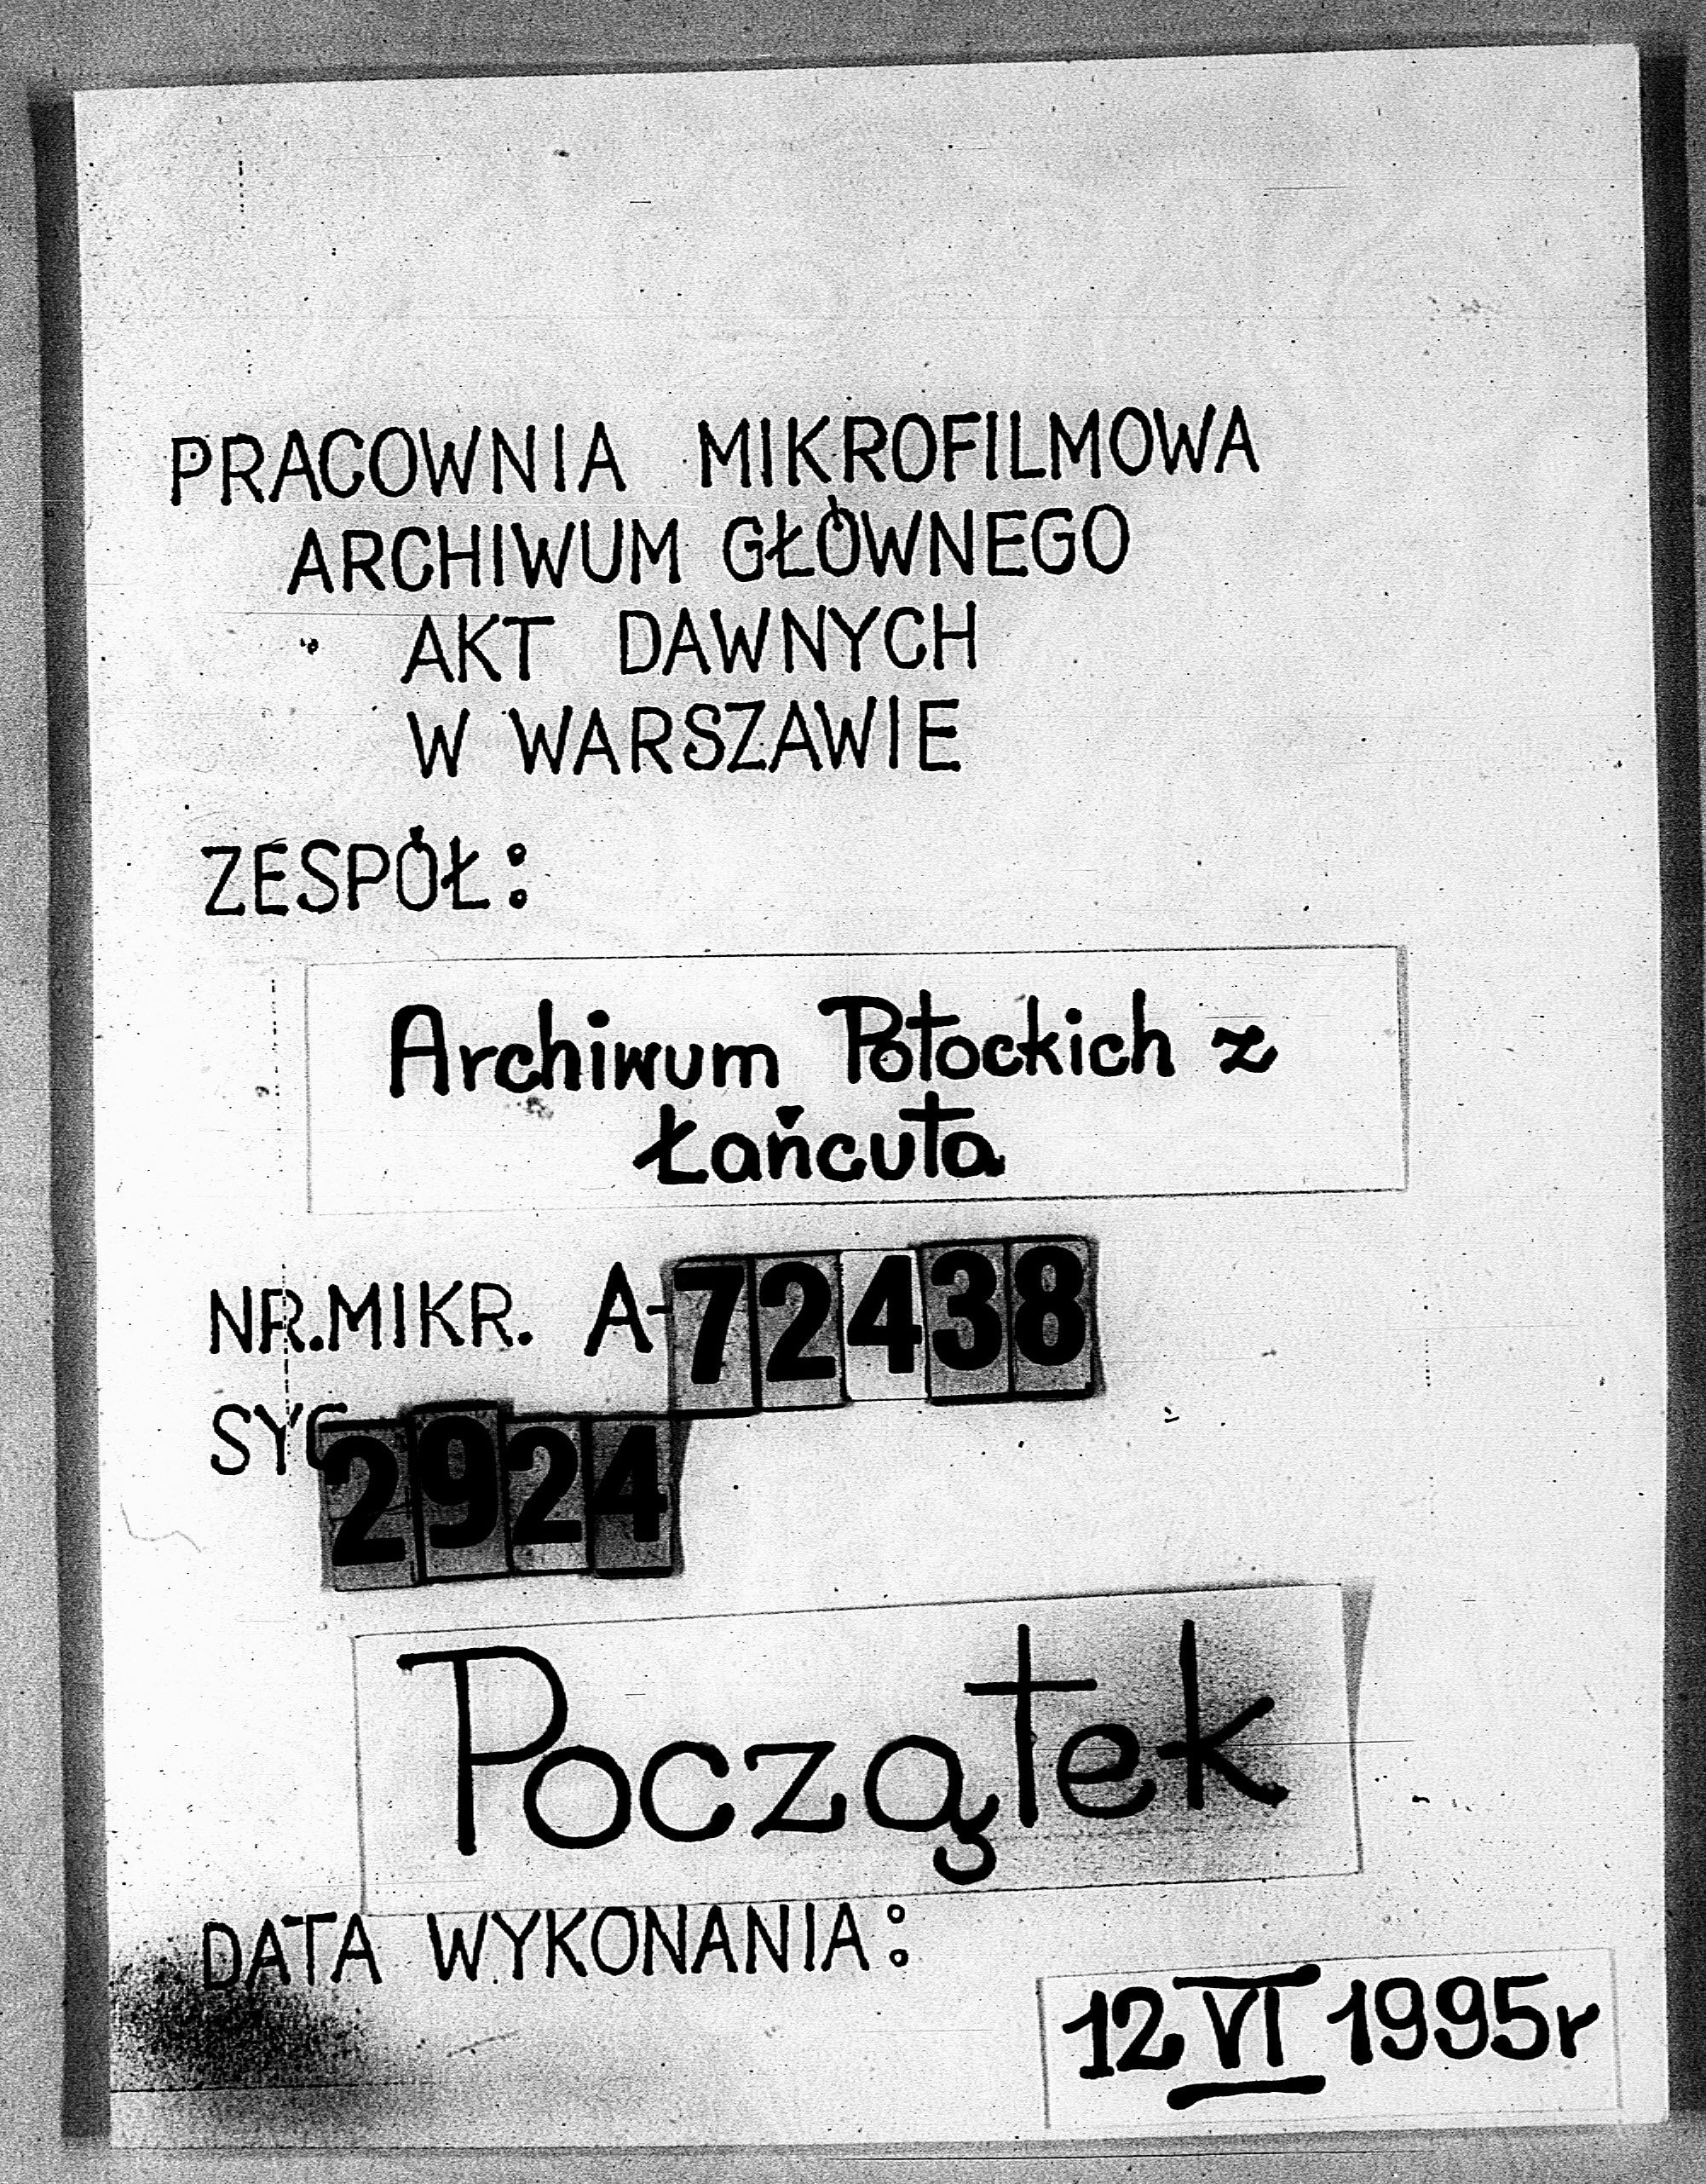 PRACOWNIA MIKROFILMOWA
ARCHIWUM GŁÓWNEGO
AKT DAWNYCH
W WARSZAWIE
ZESPÓŁ:
Archiwum Potockich z
Łańcuta
NR.MIKR. A-72438
SYG 2924
Początek
DATA WYKONANIA:
12 VI 1995r